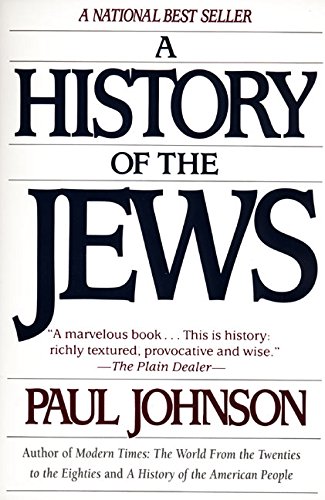 A NATIONAL BEST SELLER
A
HISTORY
OF THE
JEWS
“A marvelous book . . . This is history:
richly textured, provocative and wise.”
—The Plain Dealer—
PAUL JOHNSON
Author of Modern Times: The World From the Twenties
to the Eighties and A History of the American People